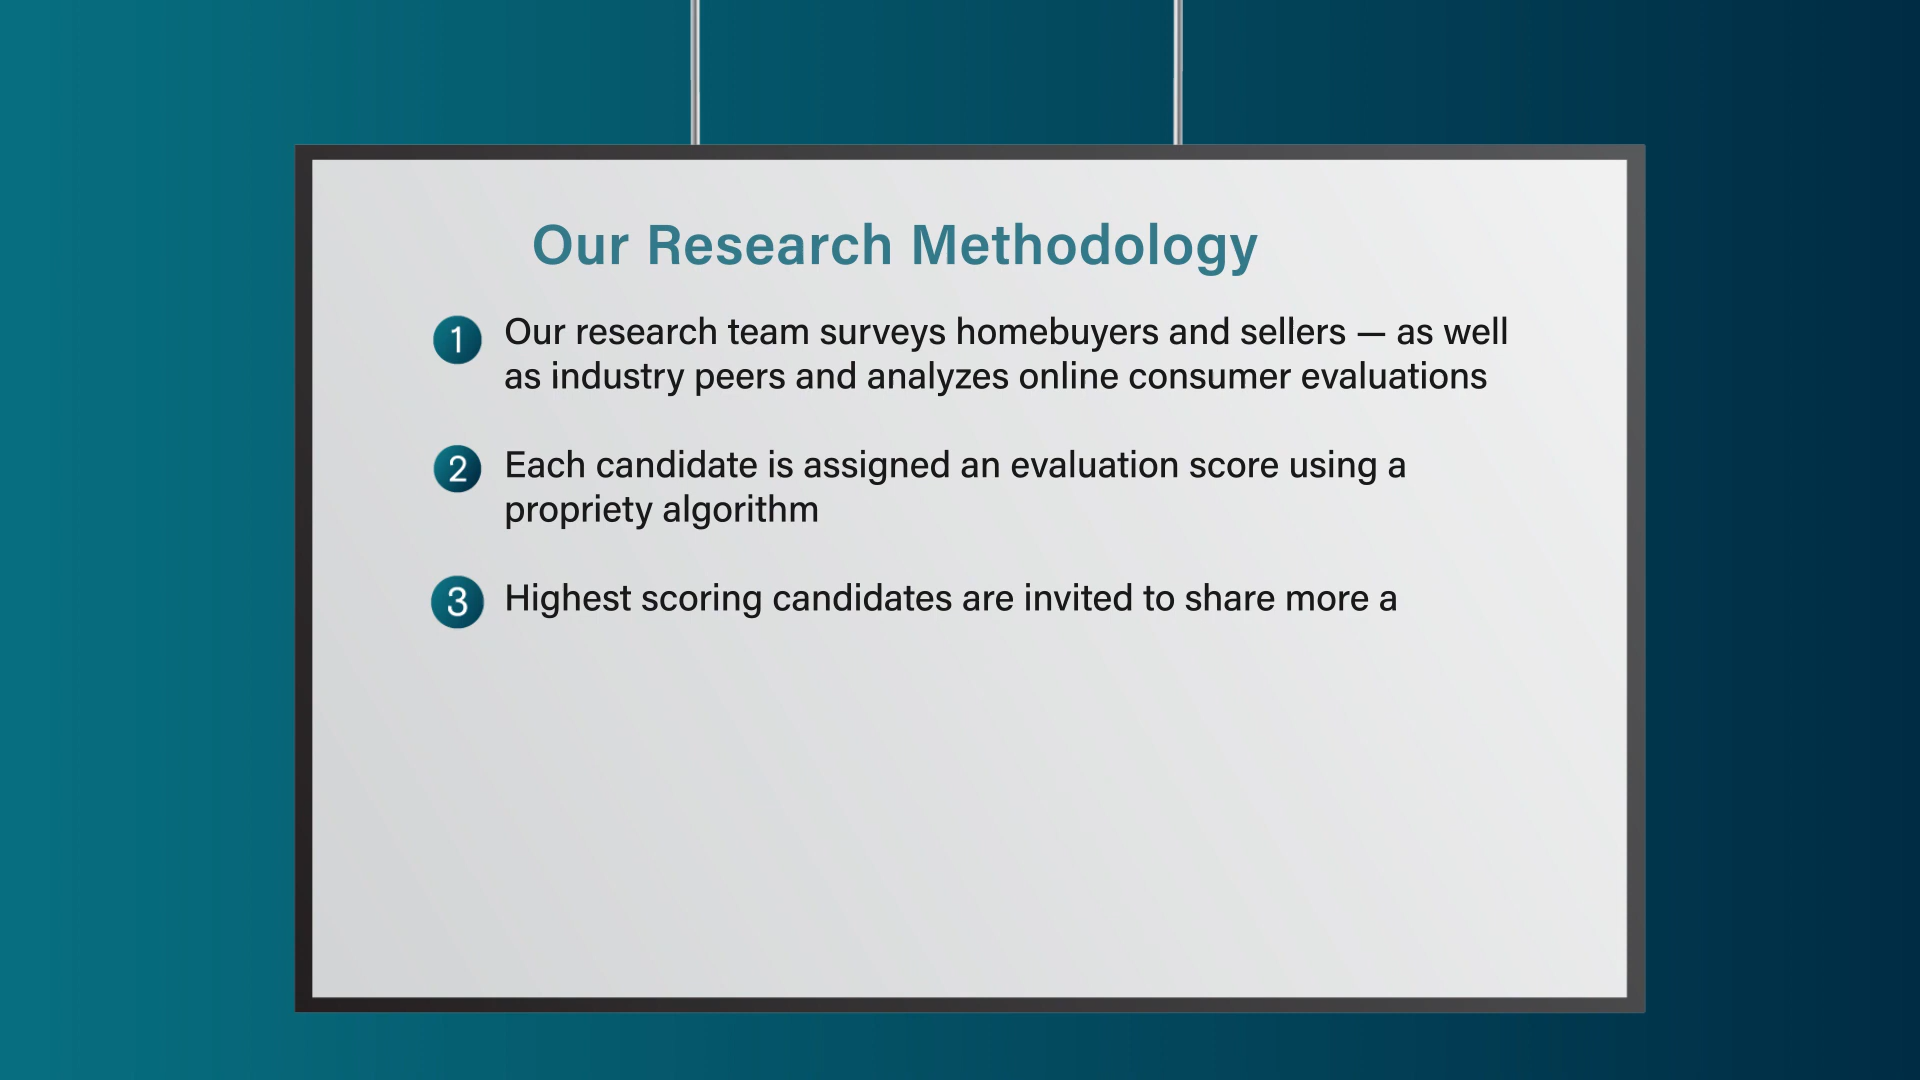 Our Research Methodology
1 Our research team surveys homebuyers and sellers — as well
as industry peers and analyzes online consumer evaluations
2 Each candidate is assigned an evaluation score using a
propriety algorithm
3 Highest scoring candidates are invited to share more a